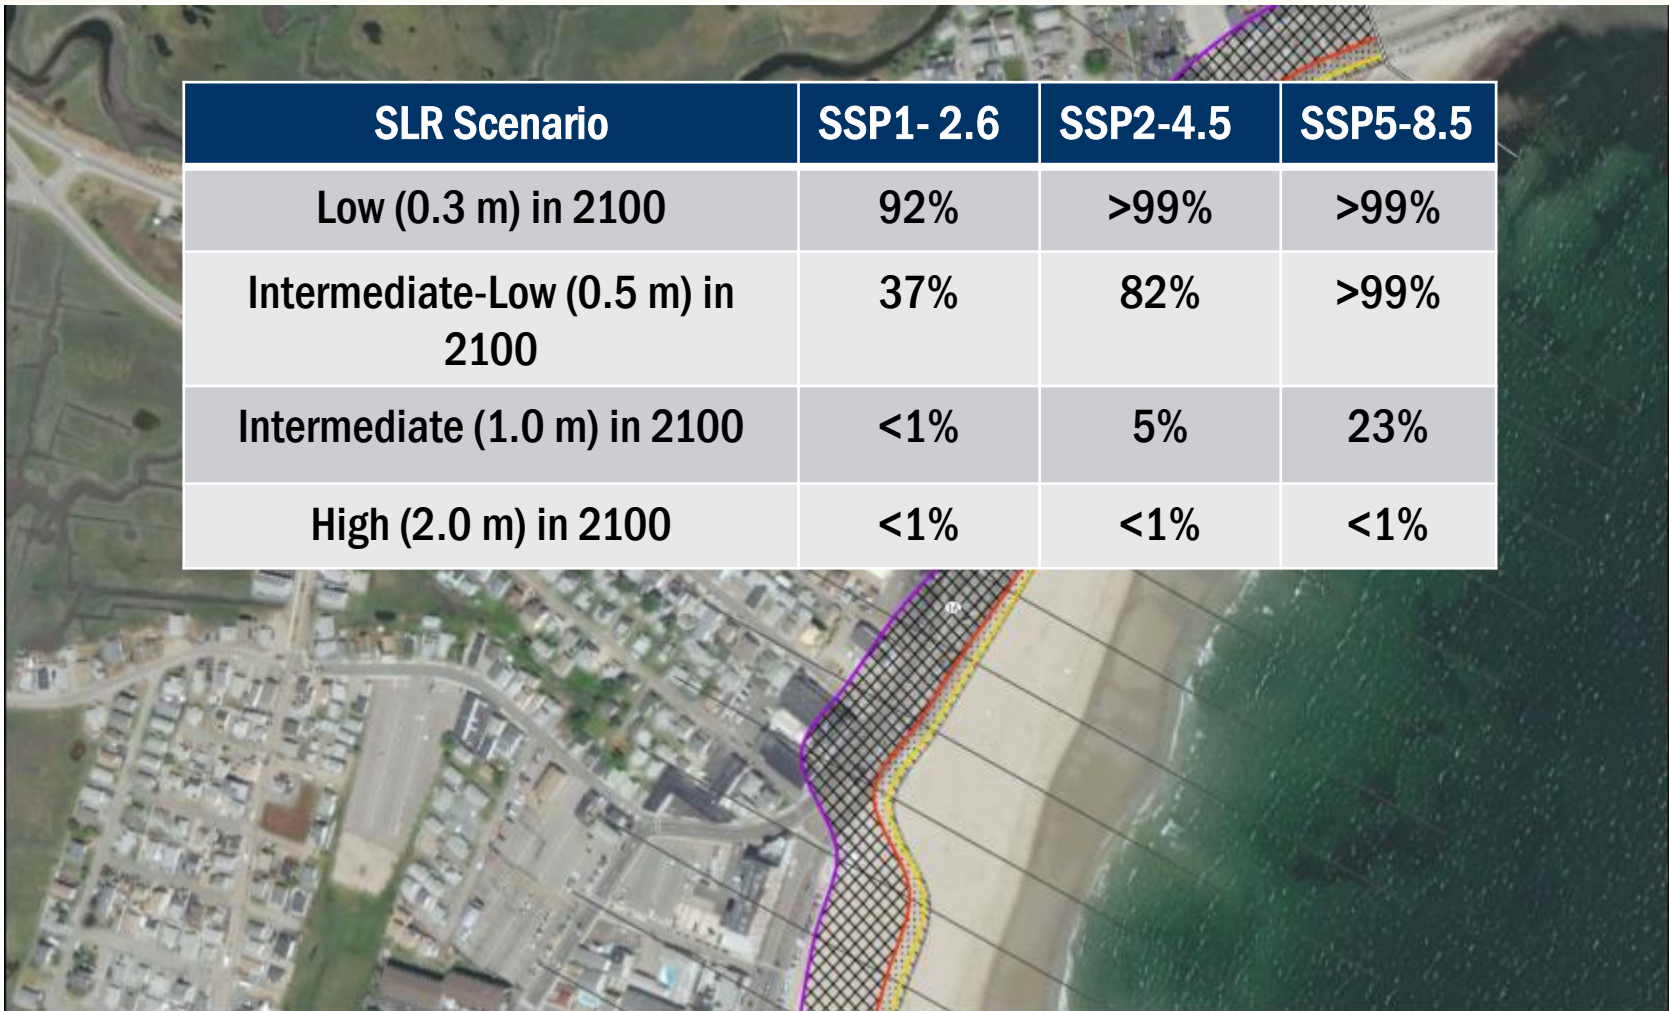 SLR Scenario SSP1- 2.6 SSP2-4.5 SSP5-8.5
Low (0.3 m) in 2100 92% >99% >99%
Intermediate-Low (0.5 m) in 37% 82% >99%
2100
Intermediate (1.0 m) in 2100 <1% 5% 23%
High (2.0 m) in 2100 <1% <1% <1%